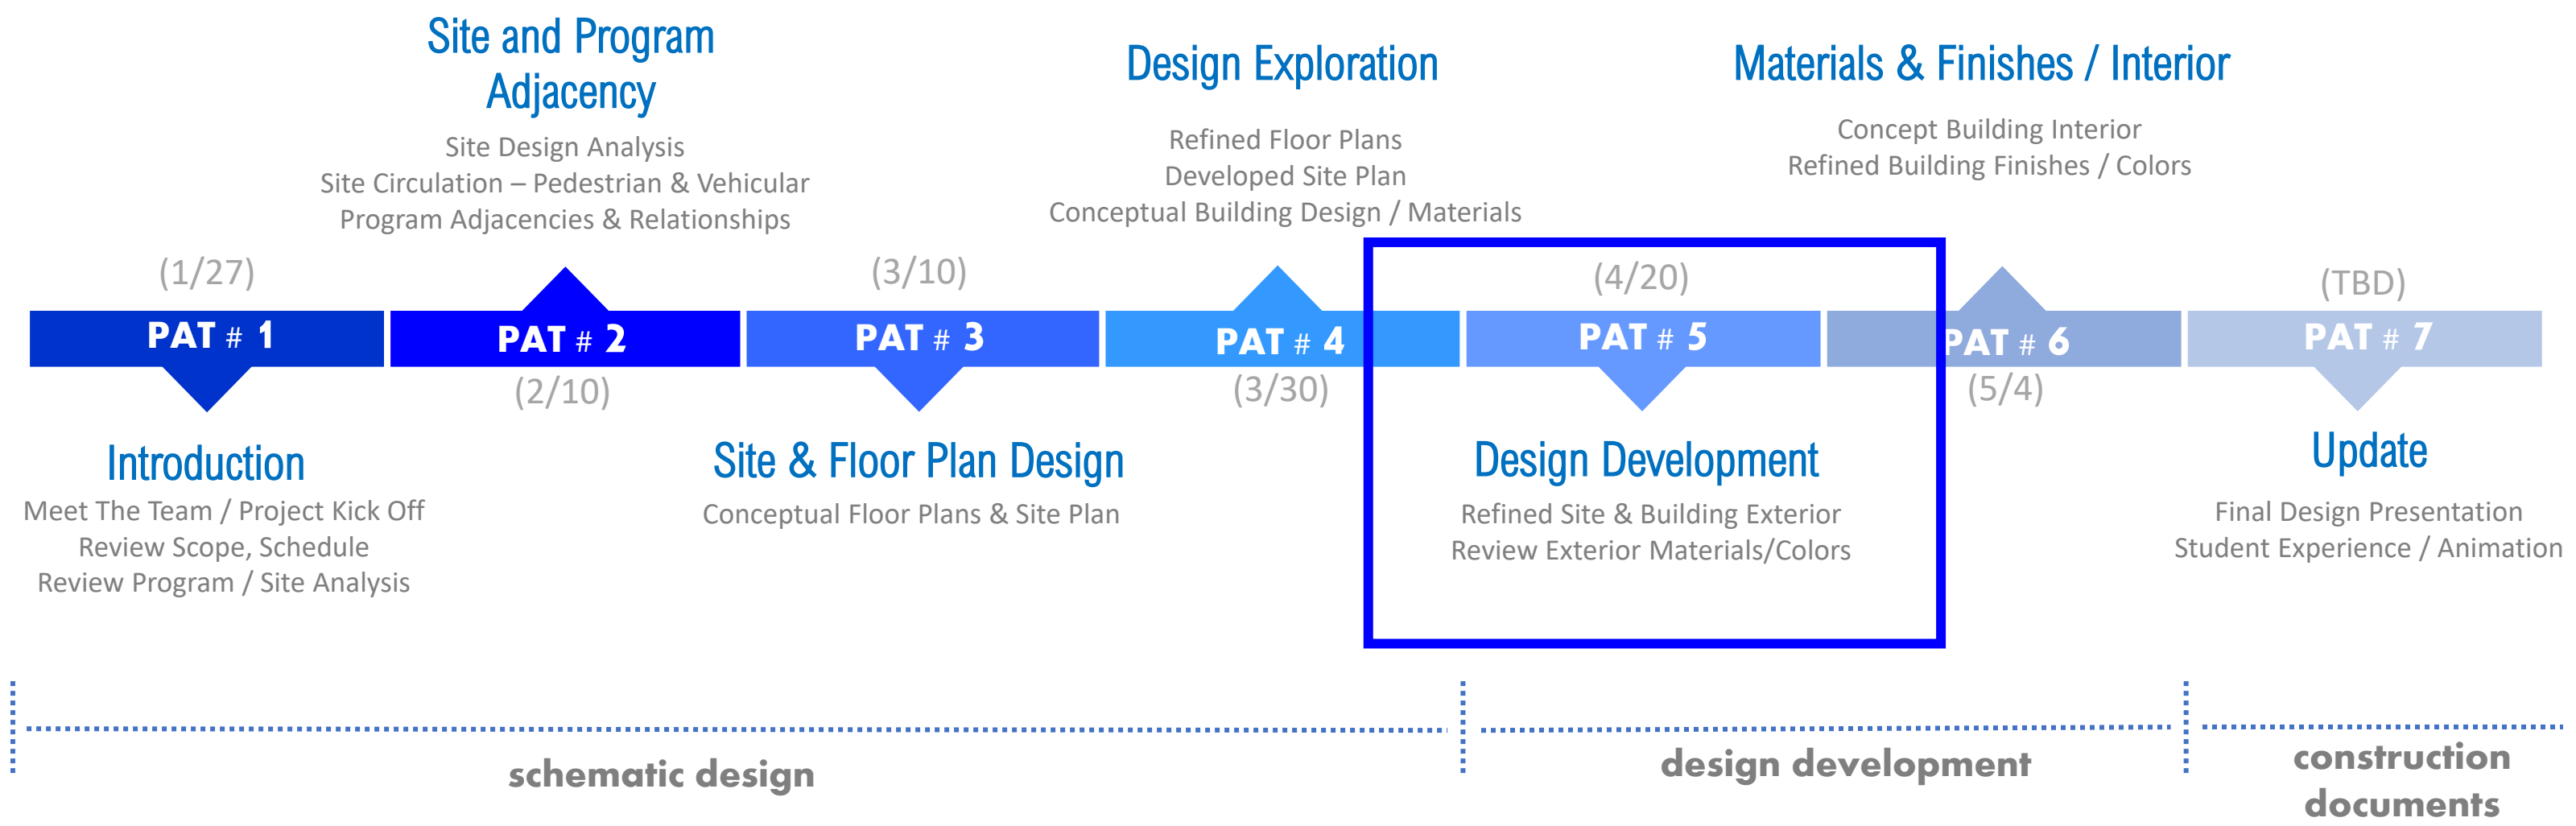 Site and Program
Adjacency
Site Design Analysis
Site Circulation – Pedestrian & Vehicular
Program Adjacencies & Relationships
Design Exploration
Refined Floor Plans
Developed Site Plan
Conceptual Building Design / Materials
Materials & Finishes / Interior
Concept Building Interior
Refined Building Finishes / Colors
(1/27)
PAT # 1
Introduction
Meet The Team / Project Kick Off
Review Scope, Schedule
Review Program / Site Analysis
PAT # 2
(2/10)
(3/10)
PAT # 3
Site & Floor Plan Design
Conceptual Floor Plans & Site Plan
PAT # 4
(3/30)
(4/20)
PAT # 5
Design Development
Refined Site & Building Exterior
Review Exterior Materials/Colors
PAT # 6
(5/4)
(TBD)
PAT # 7
Update
Final Design Presentation
Student Experience / Animation
schematic design
design development
construction
documents